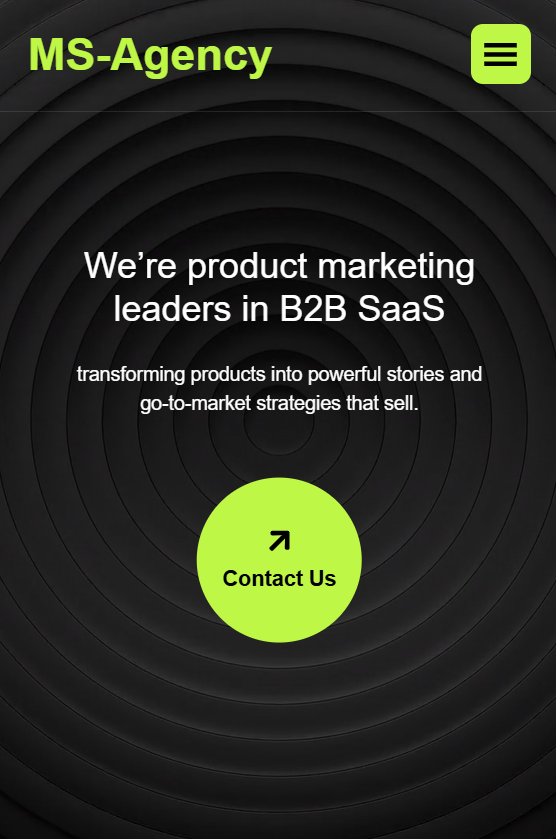 MS-Agency
We’re product marketing
leaders in B2B SaaS
transforming products into powerful stories and
go-to-market strategies that sell.
Contact Us